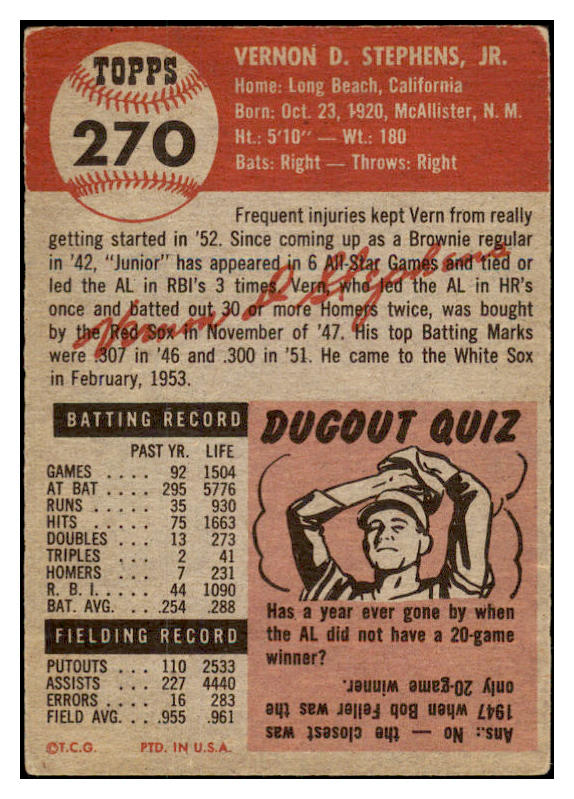 TOPPS
270
VERNON D. STEPHENS, JR.
Home: Long Beach, California
Born: Oct. 23, 1920, McAllister, N. M.
Ht.: 5'10" — Wt.: 180
Bats: Right — Throws: Right
Frequent injuries kept Vern from really
getting started in '52. Since coming up as a Brownie regular
in '42, "Junior" has appeared in 6 All-Star Games and tied or
led the AL in RBI's 3 times. Vern, who led the AL in HR's
once and batted out 30 or more Homers twice, was bought
by the Red Sox in November of '47. His top Batting Marks
were .307 in '46 and .300 in '51. He came to the White Sox
in February, 1953.
Vernon D Stephens
BATTING RECORD
PAST YR. LIFE
GAMES .... 92 1504
AT BAT .... 295 5776
RUNS .... 35 930
HITS .... 75 1663
DOUBLES .... 13 273
TRIPLES .... 2 41
HOMERS .... 7 231
R. B. I. .... 44 1090
BAT. AVG. ... .254 .288
FIELDING RECORD
PUTOUTS ... 110 2533
ASSISTS .... 227 4440
ERRORS .... 16 283
FIELD AVG. ... .955 .961
©T.C.G. PTD. IN U.S.A.
DUGOUT QUIZ
Has a year ever gone by when
the AL did not have a 20-game
winner?
Ans.: No — the closest was
1947 when Bob Feller was the
only 20-game winner.